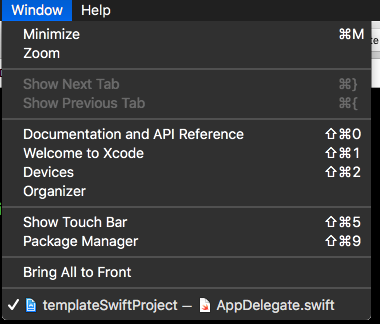 Window Help
Minimize ⌘M
Zoom
Show Next Tab ⌘}
Show Previous Tab ⌘{
Documentation and API Reference ⇧⌘0
Welcome to Xcode ⇧⌘1
Devices ⇧⌘2
Organizer
Show Touch Bar ⇧⌘5
Package Manager ⇧⌘9
Bring All to Front
✓ templateSwiftProject — AppDelegate.swift